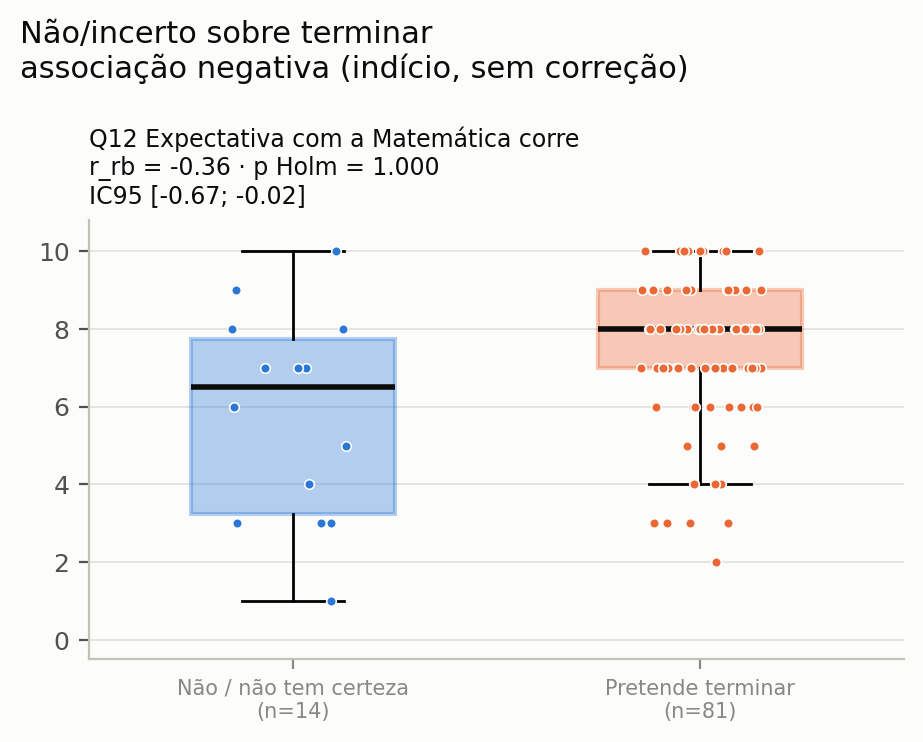 Não/incerto sobre terminar
associação negativa (indício, sem correção)
Q12 Expectativa com a Matemática corre
r_rb = -0.36 · p Holm = 1.000
IC95 [-0.67; -0.02]
10
8
6
4
2
0
Não / não tem certeza
(n=14)
Pretende terminar
(n=81)